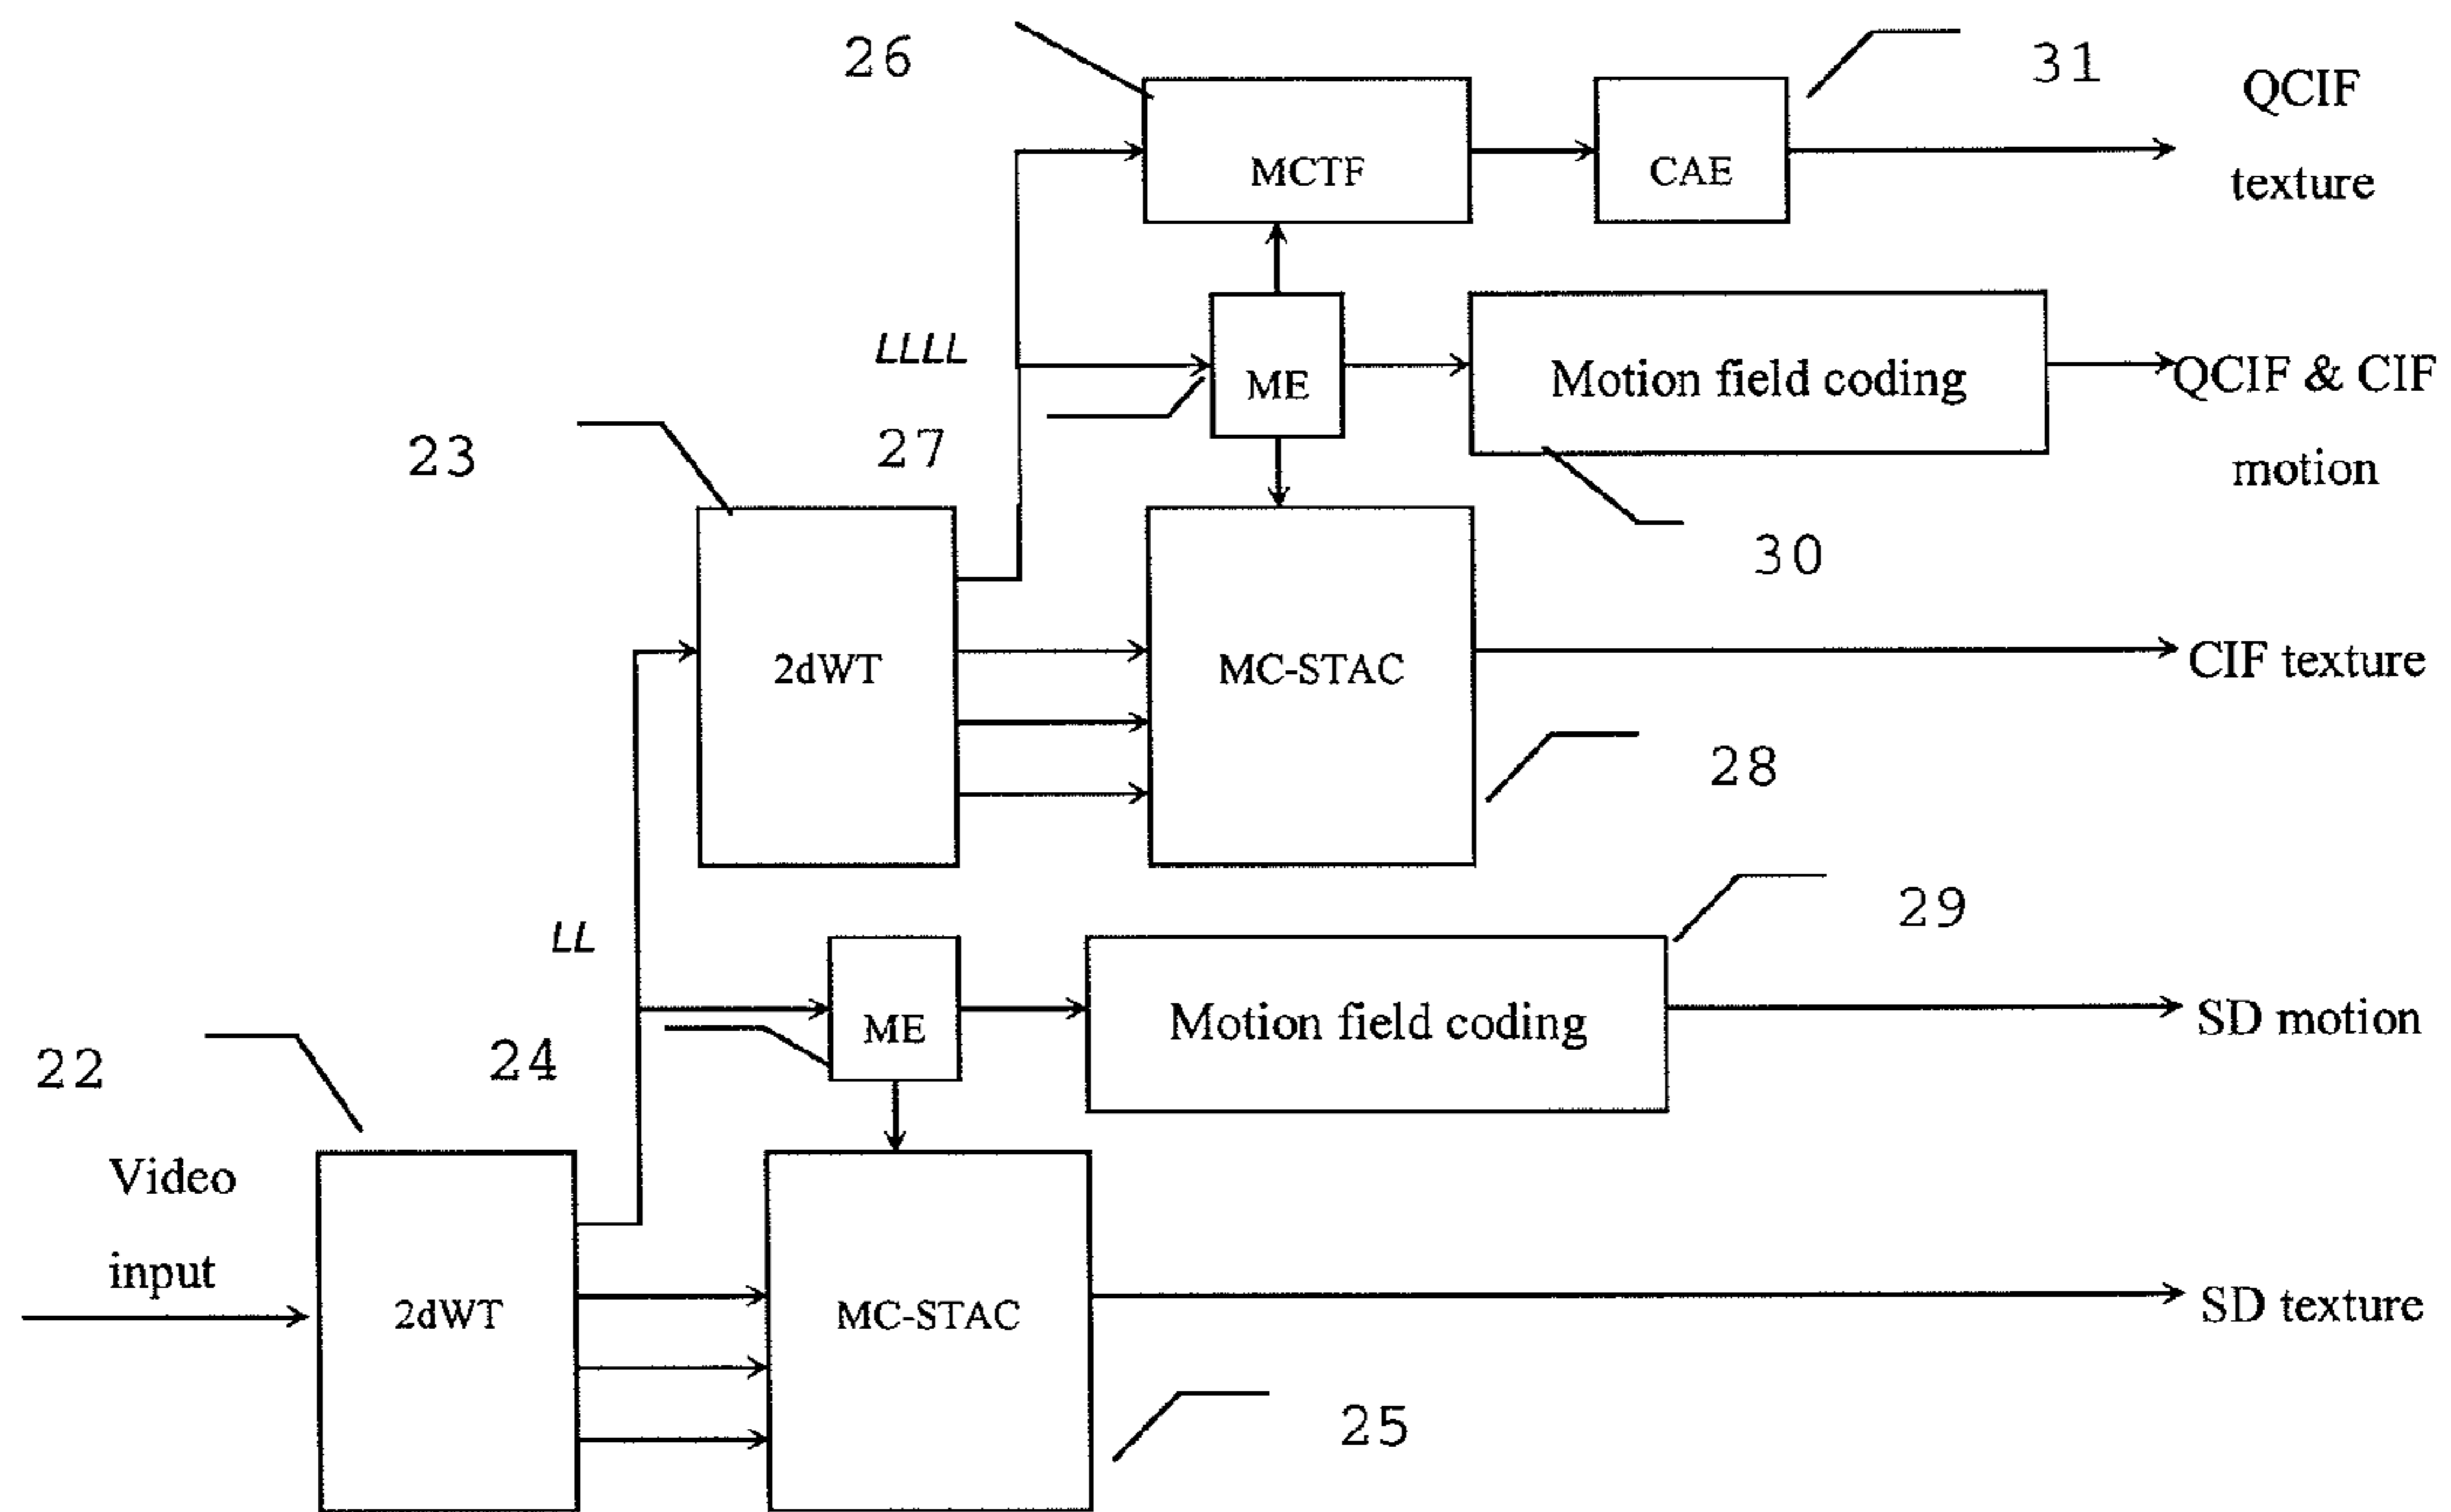 26
31
QCIF
texture
MCTF
CAE
LLLL
ME
Motion field coding
QCIF & CIF
motion
27
23
30
2dWT
MC-STAC
CIF texture
28
29
LL
ME
Motion field coding
SD motion
24
22
Video
input
2dWT
MC-STAC
SD texture
25